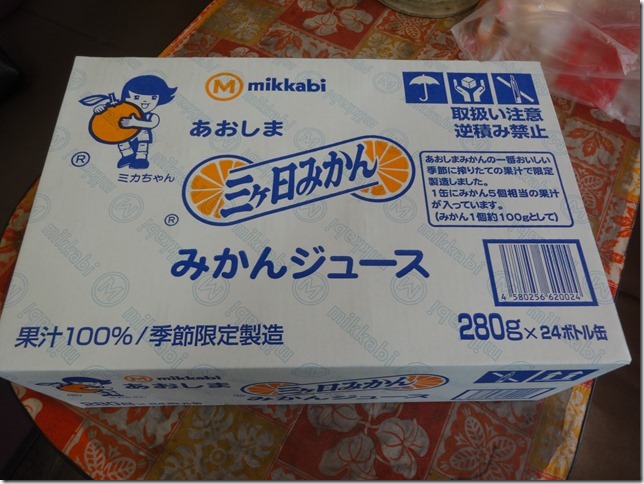 M mikkabi
あおしま
三ヶ日みかん
みかんジュース
ミカちゃん
®
®
取扱い注意
逆積み禁止
あおしまみかんの一番おいしい
季節に搾りたての果汁で限定
製造しました。
1缶にみかん5個相当の果汁
が入っています。
(みかん1個約100gとして)
4 580256 620024
果汁100%/季節限定製造
280g×24ボトル缶
M mikkabi
あおしま
三ヶ日みかん
みかんジュース